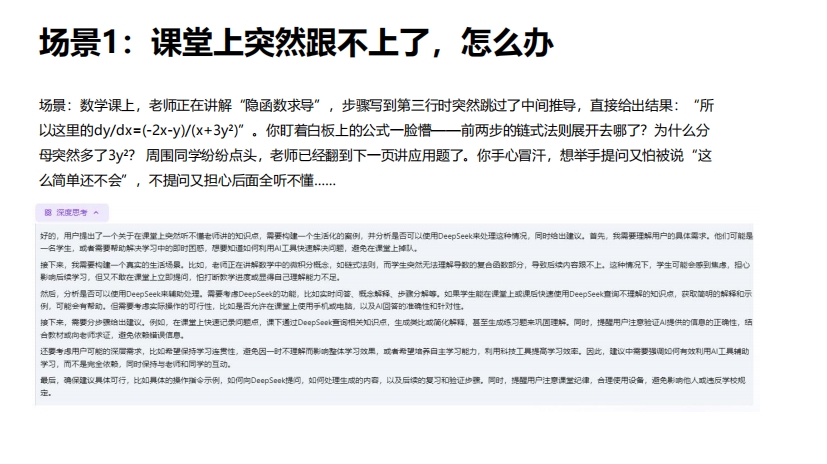 场景1：课堂上突然跟不上了，怎么办
场景：数学课上，老师正在讲解“隐函数求导”，步骤写到第三行时突然跳过了中间推导，直接给出结果：“所
以这里的dy/dx=(-2x-y)/(x+3y²)”。你盯着白板上的公式一脸懵——前两步的链式法则展开去哪了？为什么分
母突然多了3y²？ 周围同学纷纷点头，老师已经翻到下一页讲应用题了。你手心冒汗，想举手提问又怕被说“这
么简单还不会”，不提问又担心后面全听不懂……
深度思考
好的，用户提出了一个关于在课堂上突然听不懂老师讲的知识点，需要构建一个生活化的案例，并分析是否可以使用DeepSeek来处理这种情况，同时给出建议。首先，我需要理解用户的具体需求。他们可能是
一名学生，或者需要帮助解决学习中的即时困惑，想要知道如何利用AI工具快速解决问题，避免在课堂上掉队。
接下来，我需要构建一个真实的生活场景。比如，老师正在讲解数学中的微积分概念，如链式法则，而学生突然无法理解导数的复合函数部分，导致后续内容跟不上。这种情况下，学生可能会感到焦虑，担心
影响后续学习，但又不敢在课堂上立即提问，怕打断教学进度或显得自己理解能力不足。
然后，分析是否可以使用DeepSeek来辅助处理。需要考虑DeepSeek的功能，比如实时问答、概念解释、步骤分解等。如果学生能在课堂上或课后快速使用DeepSeek查询不理解的知识点，获取简明的解释和示
例，可能会有帮助。但需要考虑实际操作的可行性，比如是否允许在课堂上使用手机或电脑，以及AI回答的准确性和针对性。
接下来，需要分步骤给出建议。例如，在课堂上快速记录问题点，课下通过DeepSeek查询相关知识点，生成类比或简化解释，甚至生成练习题来巩固理解。同时，提醒用户注意验证AI提供的信息的正确性，结
合教材或向老师求证，避免依赖错误信息。
还要考虑用户可能的深层需求，比如希望保持学习连贯性，避免因一时不理解而影响整体学习效果，或者希望培养自主学习能力，利用科技工具提高学习效率。因此，建议中需要强调如何有效利用AI工具辅助
学习，而不是完全依赖，同时保持与老师和同学的互动。
最后，确保建议具体可行，比如具体的操作指令示例，如何向DeepSeek提问，如何处理生成的内容，以及后续的复习和验证步骤。同时，提醒用户注意课堂纪律，合理使用设备，避免影响他人或违反学校规
定。